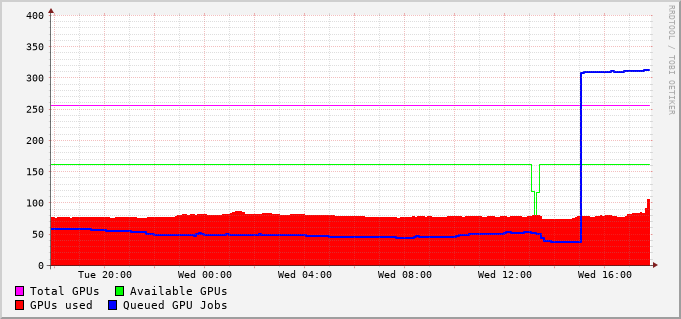 RRDTOOL / TOBI OETIKER
400
350
300
250
200
150
100
50
0
Tue 20:00 Wed 00:00 Wed 04:00 Wed 08:00 Wed 12:00 Wed 16:00
Total GPUs Available GPUs
GPUs used Queued GPU Jobs